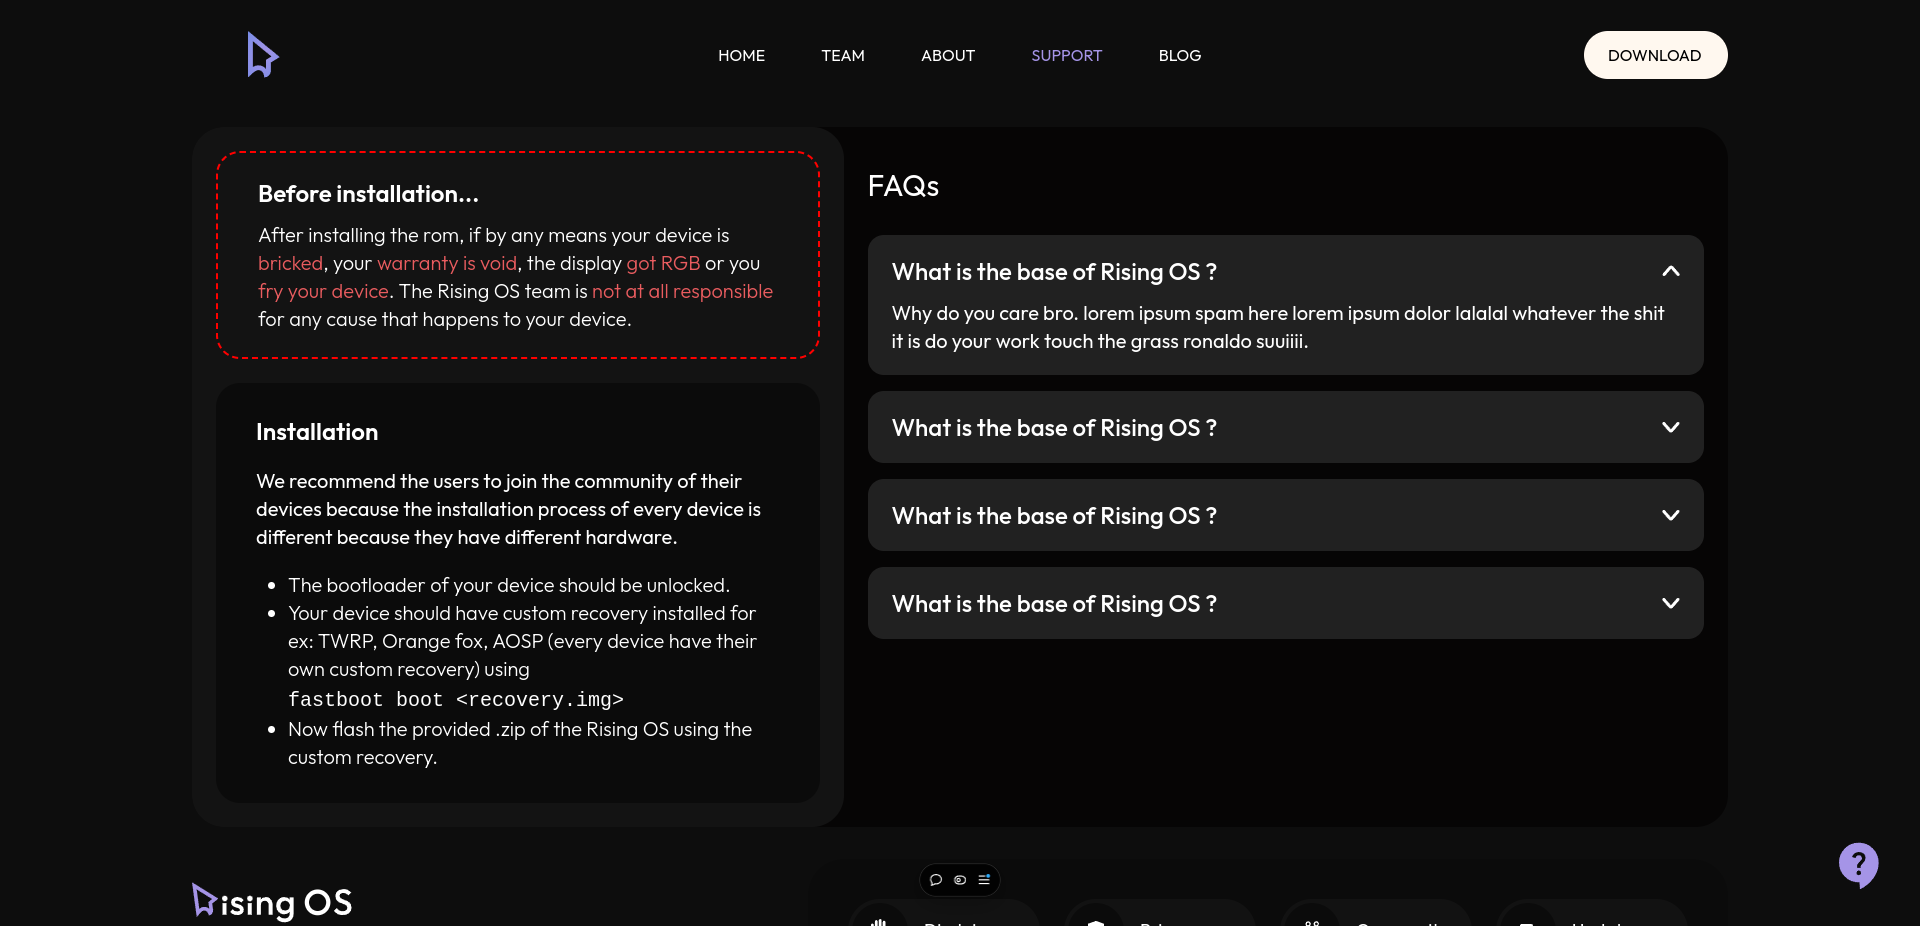 HOME TEAM ABOUT SUPPORT BLOG DOWNLOAD
Before installation...
After installing the rom, if by any means your device is
bricked, your warranty is void, the display got RGB or you
fry your device. The Rising OS team is not at all responsible
for any cause that happens to your device.
Installation
We recommend the users to join the community of their
devices because the installation process of every device is
different because they have different hardware.
The bootloader of your device should be unlocked.
Your device should have custom recovery installed for
ex: TWRP, Orange fox, AOSP (every device have their
own custom recovery) using
fastboot boot <recovery.img>
Now flash the provided .zip of the Rising OS using the
custom recovery.
FAQs
What is the base of Rising OS ?
Why do you care bro. lorem ipsum spam here lorem ipsum dolor lalalal whatever the shit
it is do your work touch the grass ronaldo suuiiii.
What is the base of Rising OS ?
What is the base of Rising OS ?
What is the base of Rising OS ?
Rising OS